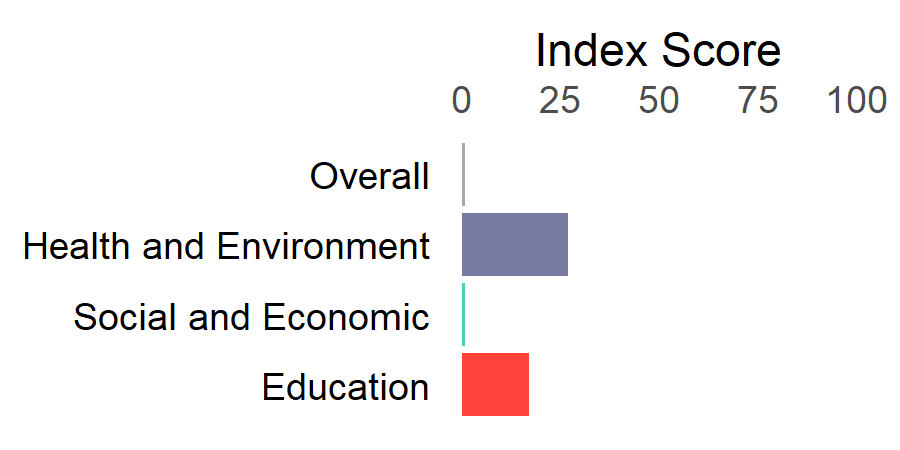 Index Score
0 25 50 75 100
Overall
Health and Environment
Social and Economic
Education